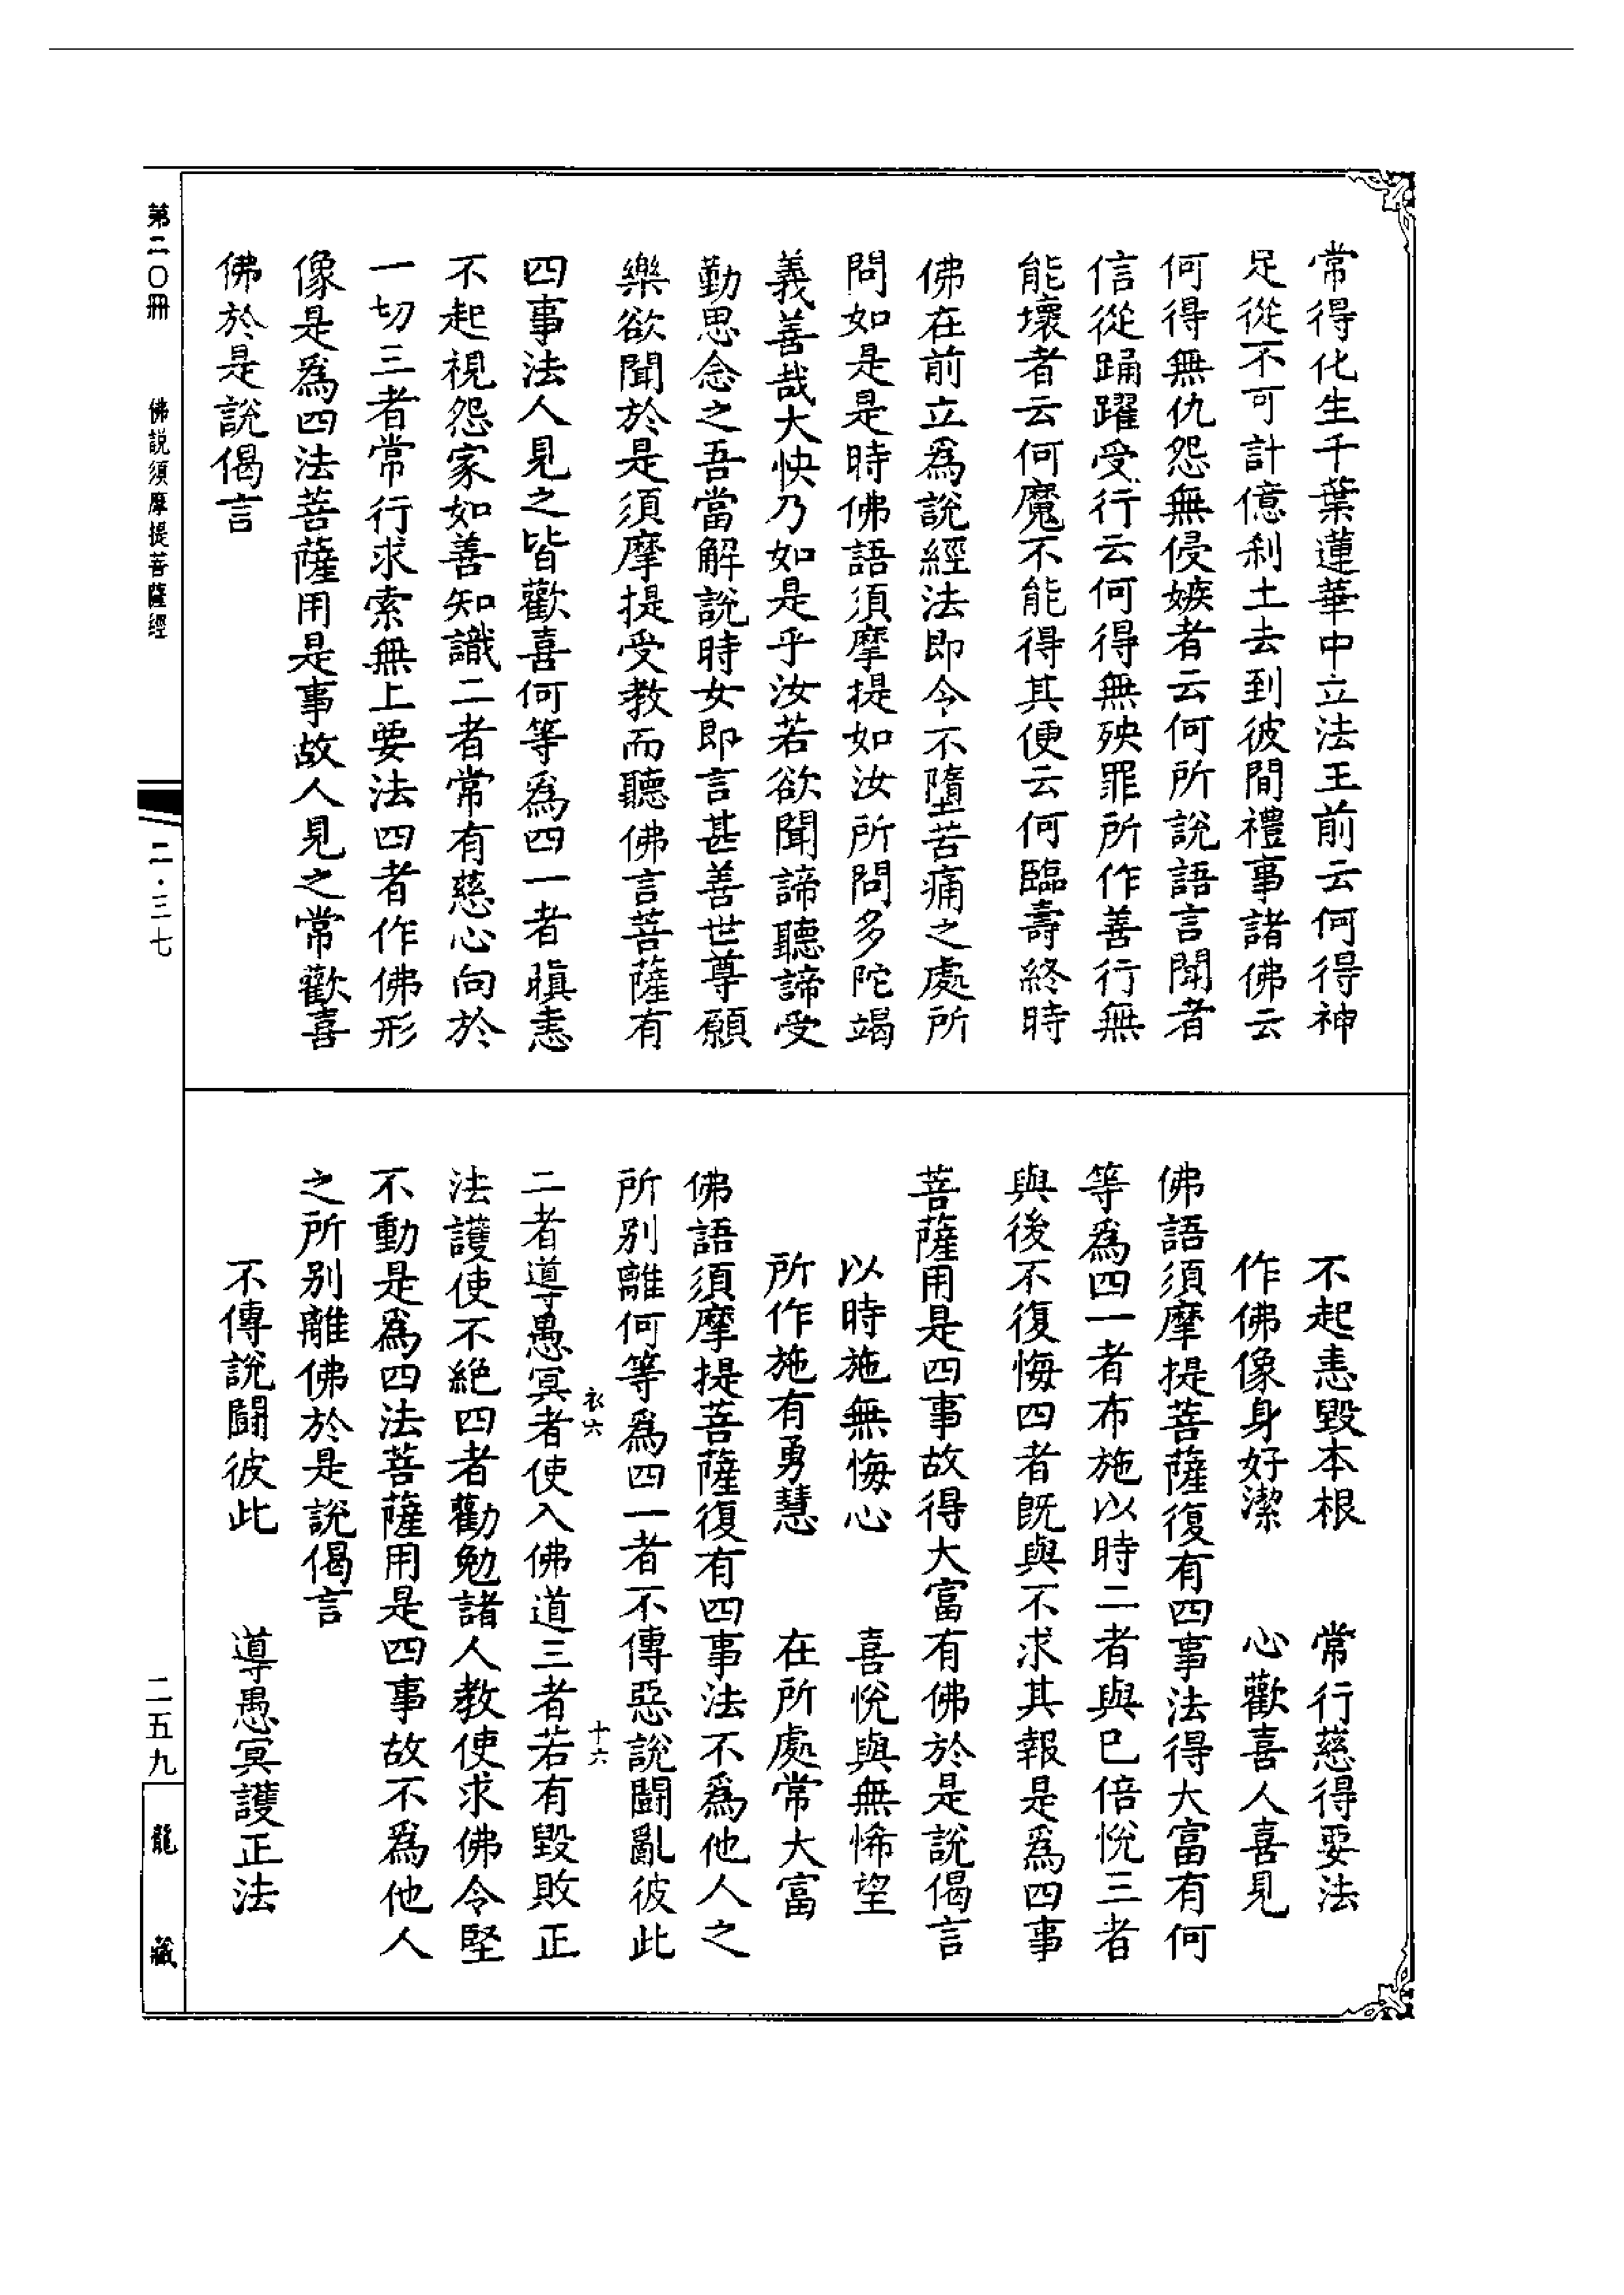 常得化生千葉蓮華中立法王前云何得神
足從不可計億刹土去到彼間禮事諸佛云
何得無仇怨無侵嫉者云何所說語言聞者
信從踊躍受行云何得無殃罪所作善行無
能壞者云何魔不能得其便云何臨壽終時
佛在前立爲說經法即令不墮苦痛之處所
問如是是時佛語須摩提如汝所問多陀竭
義善哉大快乃如是乎汝若欲聞諦聽諦受
勤思念之吾當解說時女即言甚善世尊願
樂欲聞於是須摩提受教而聽佛言菩薩有
四事法人見之皆歡喜何等爲四一者瞋恚
不起視怨家如善知識二者常有慈心向於
一切三者常行求索無上要法四者作佛形
像是爲四法菩薩用是事故人見之常歡喜
佛於是說偈言
不起恚毀本根 常行慈得要法
作佛像身好潔 心歡喜人喜見
佛語須摩提菩薩復有四事法得大富有何
等爲四一者布施以時二者與已倍悅三者
與後不復悔四者既與不求其報是爲四事
菩薩用是四事故得大富有佛於是說偈言
以時施無悔心 喜悅與無悕望
所作施有勇慧 在所處常大富
佛語須摩提菩薩復有四事法不爲他人之
所別離何等爲四一者不傳惡說鬪亂彼此
衣六 十六
二者導愚冥者使入佛道三者若有毀敗正
法護使不絕四者勸勉諸人教使求佛令堅
不動是爲四法菩薩用是四事故不爲他人
之所別離佛於是說偈言
不傳說鬪彼此 導愚冥護正法
第二〇冊 佛說須摩提菩薩經 二·三七 二五九 龍藏